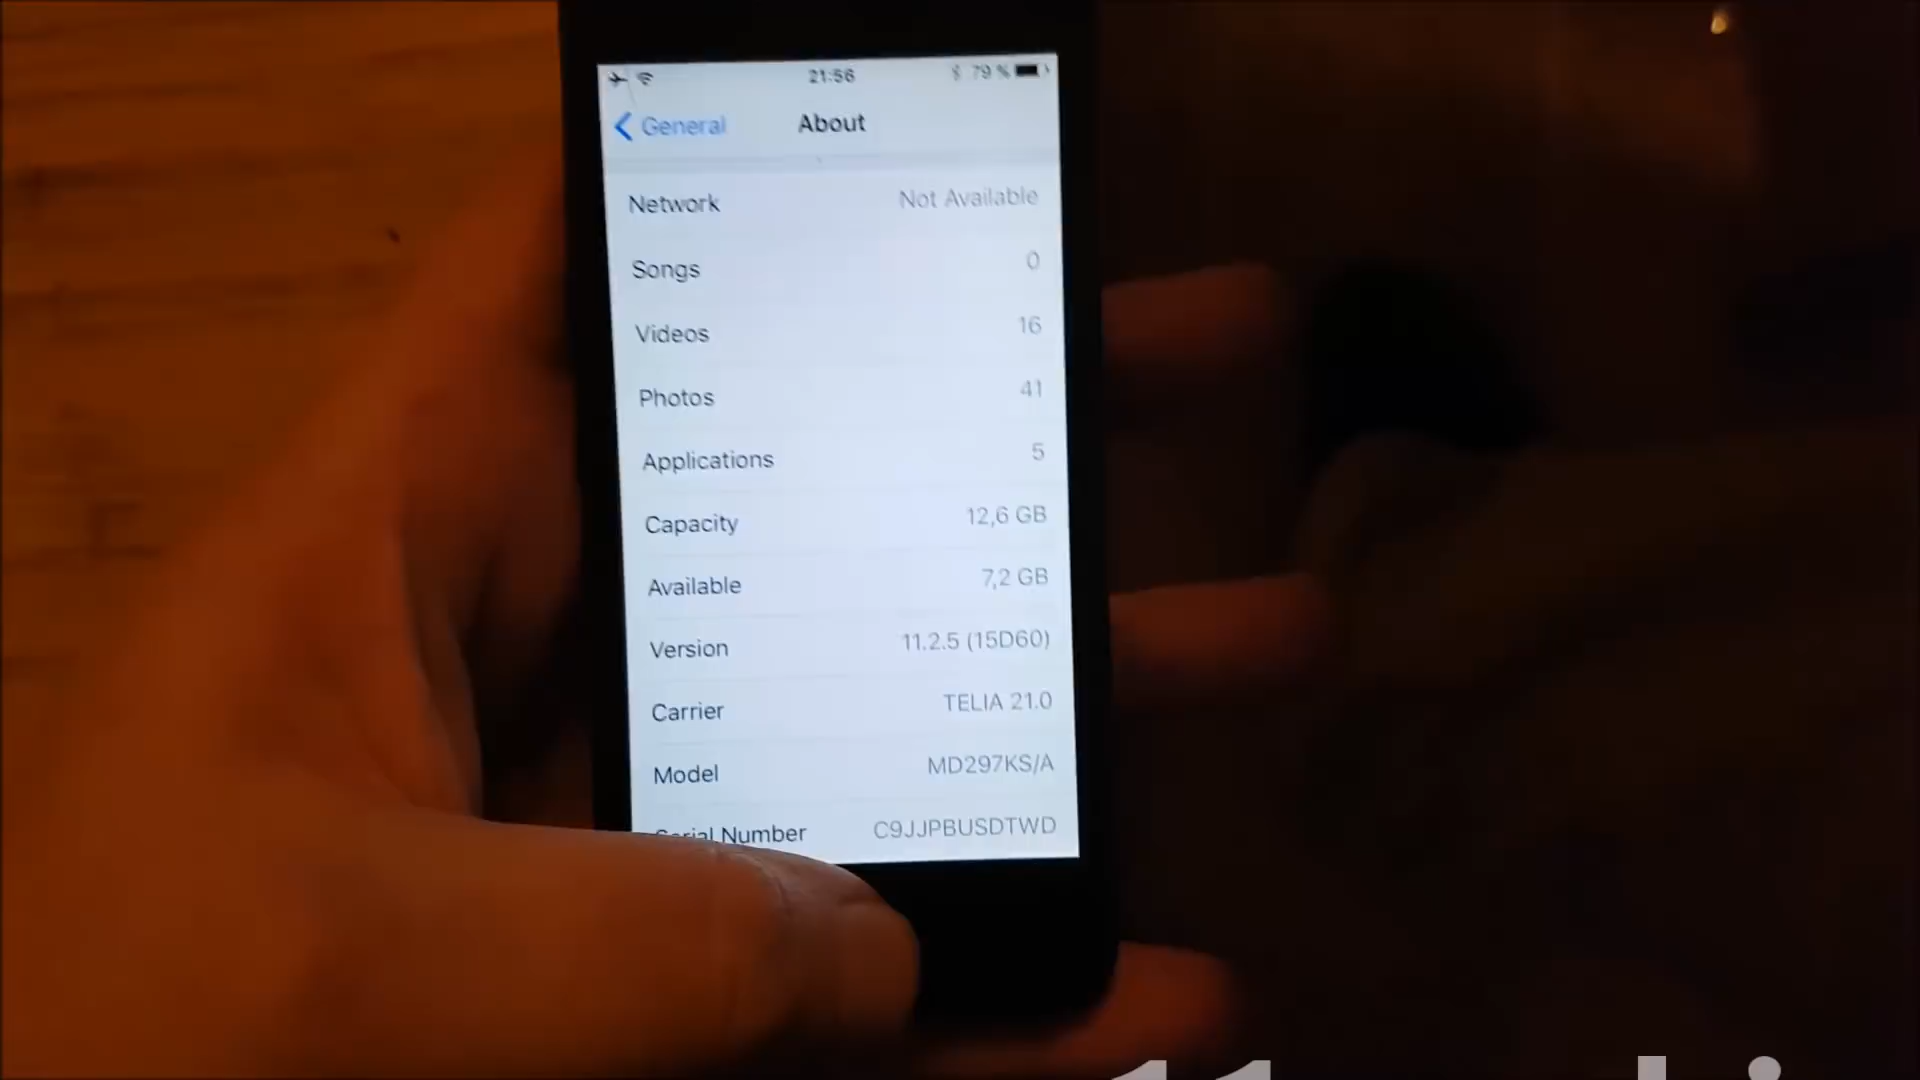 21:56 79 %
General About
Network Not Available
Songs 0
Videos 16
Photos 41
Applications 5
Capacity 12,6 GB
Available 7,2 GB
Version 11.2.5 (15D60)
Carrier TELIA 21.0
Model MD297KS/A
Serial Number C9JJPBUSDTWD